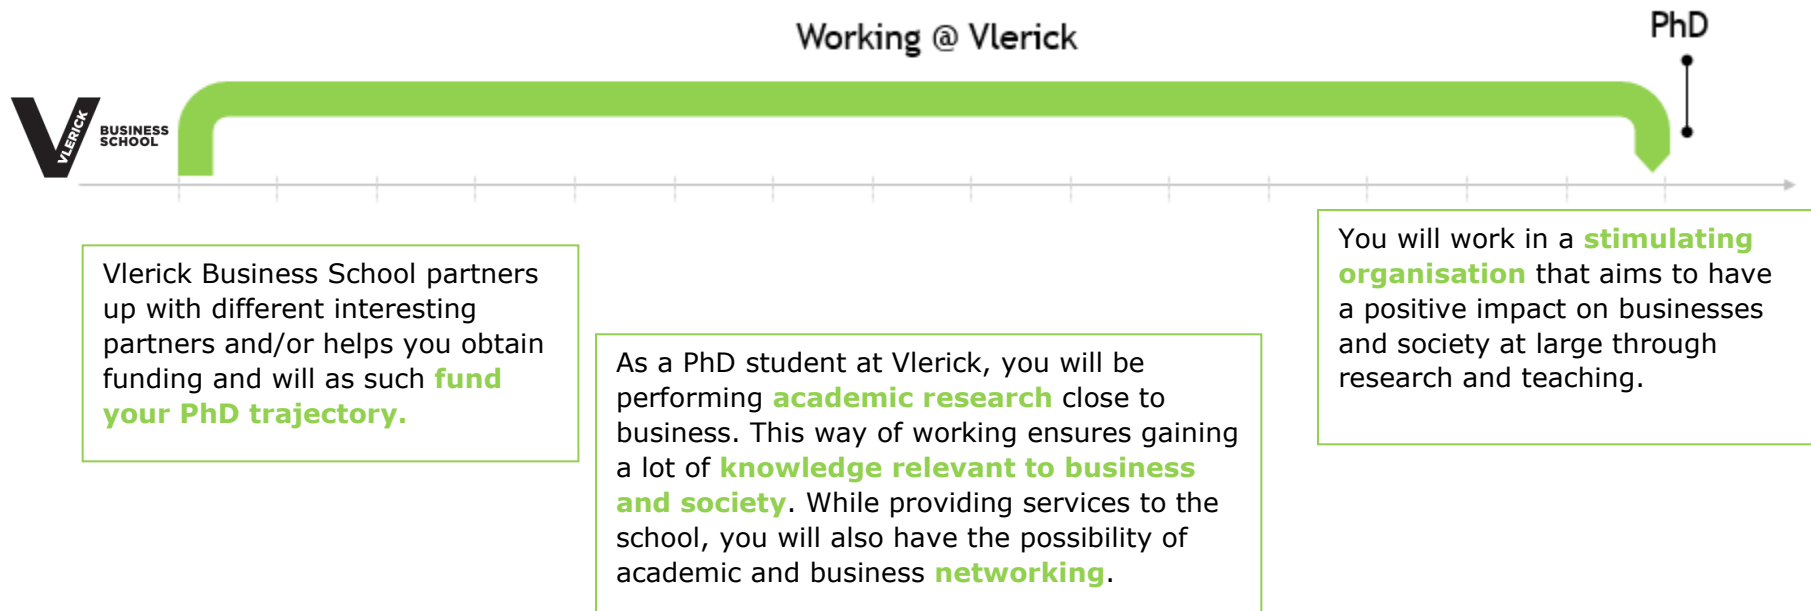 Working @ Vlerick
PhD
VLERICK
BUSINESS
SCHOOL
Vlerick Business School partners
up with different interesting
partners and/or helps you obtain
funding and will as such fund
your PhD trajectory.
As a PhD student at Vlerick, you will be
performing academic research close to
business. This way of working ensures gaining
a lot of knowledge relevant to business
and society. While providing services to the
school, you will also have the possibility of
academic and business networking.
You will work in a stimulating
organisation that aims to have
a positive impact on businesses
and society at large through
research and teaching.